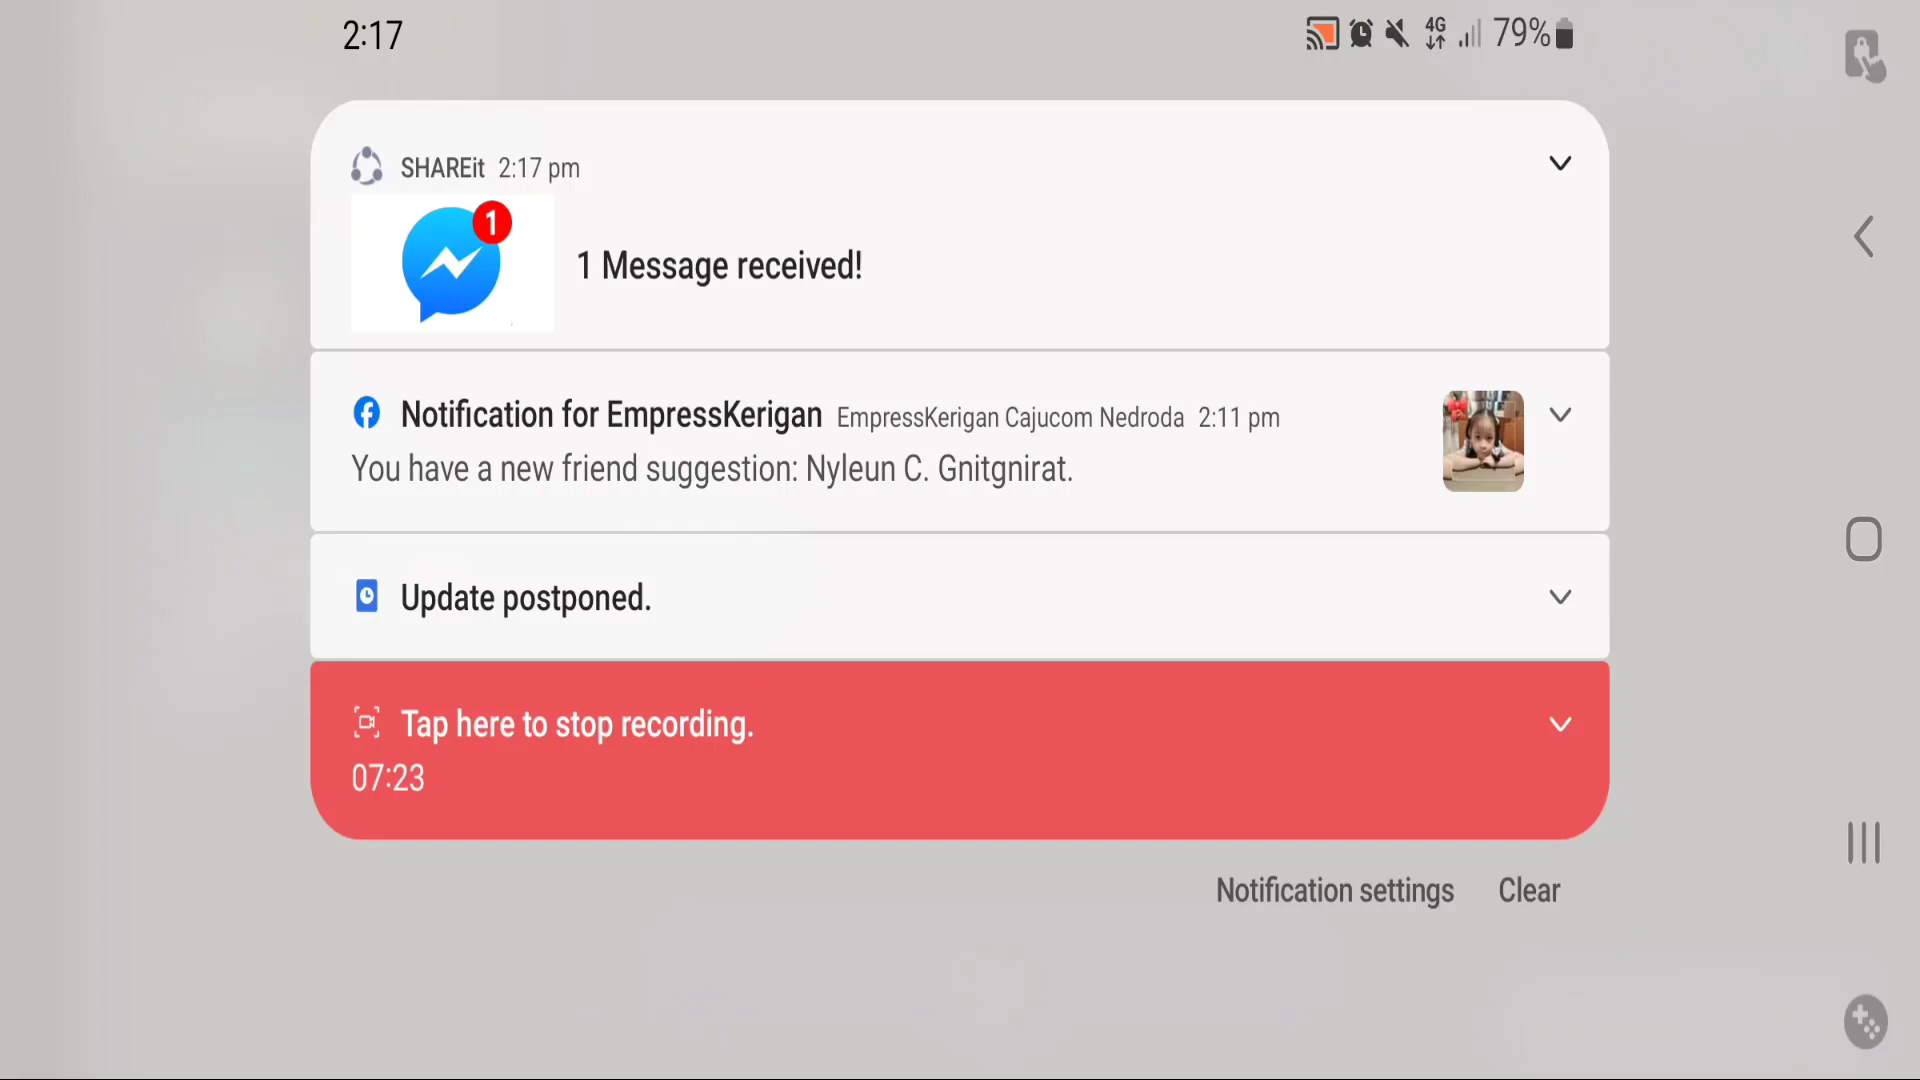 2:17
4G
79%
SHAREit 2:17 pm
1
1 Message received!
Notification for EmpressKerigan EmpressKerigan Cajucom Nedroda 2:11 pm
You have a new friend suggestion: Nyleun C. Gnitgnirat.
Update postponed.
Tap here to stop recording.
07:23
Notification settings Clear